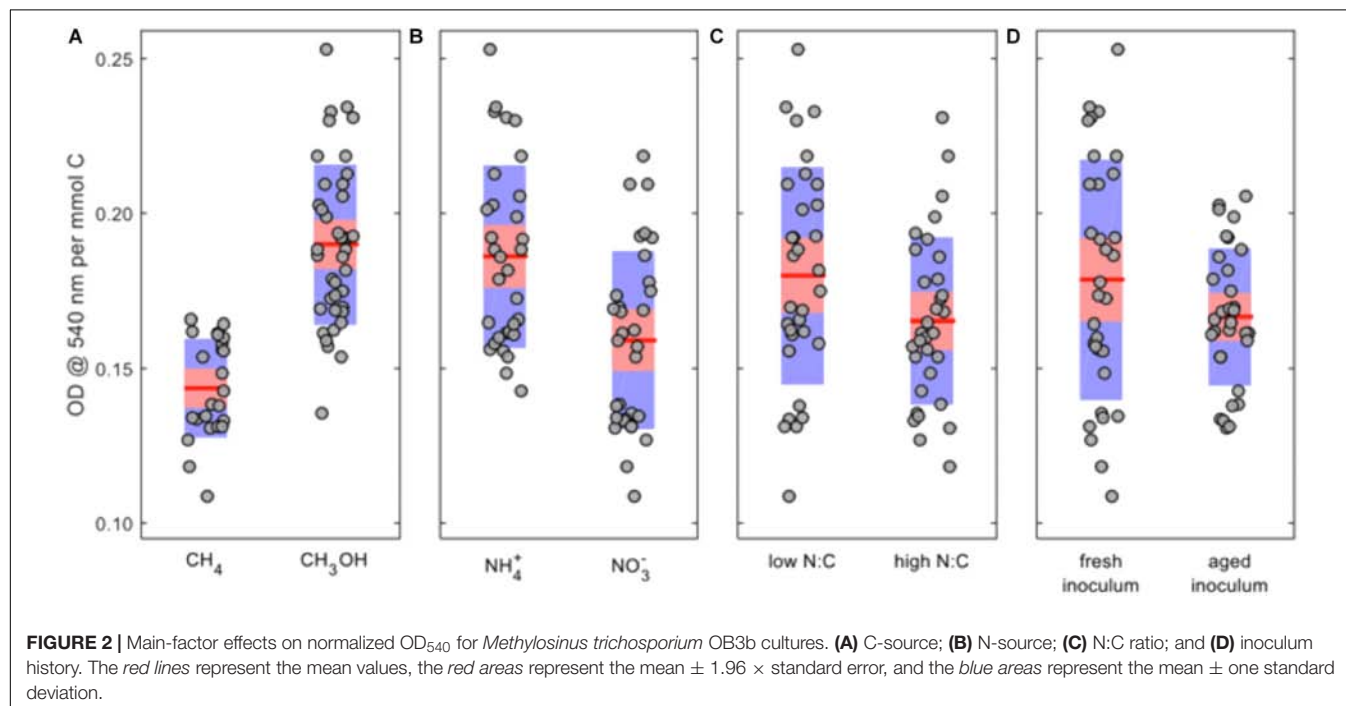 A B C D
0.25
0.20
0.15
0.10
OD @ 540 nm per mmol C
CH₄ CH₃OH NH₄⁺ NO₃⁻ low N:C high N:C fresh inoculum aged inoculum
FIGURE 2 | Main-factor effects on normalized OD₅₄₀ for Methylosinus trichosporium OB3b cultures. (A) C-source; (B) N-source; (C) N:C ratio; and (D) inoculum
history. The red lines represent the mean values, the red areas represent the mean ± 1.96 × standard error, and the blue areas represent the mean ± one standard
deviation.